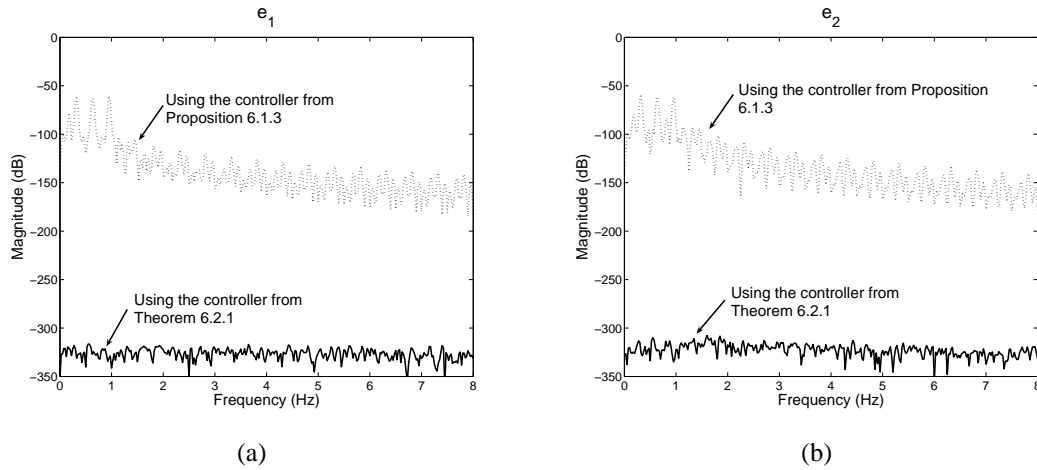 e1
0
−50
−100
−150
−200
−250
−300
−350
Magnitude (dB)
Using the controller from
Proposition 6.1.3
Using the controller from
Theorem 6.2.1
0 1 2 3 4 5 6 7 8
Frequency (Hz)
(a)
e2
0
−50
−100
−150
−200
−250
−300
−350
Magnitude (dB)
Using the controller from Proposition
6.1.3
Using the controller from
Theorem 6.2.1
0 1 2 3 4 5 6 7 8
Frequency (Hz)
(b)